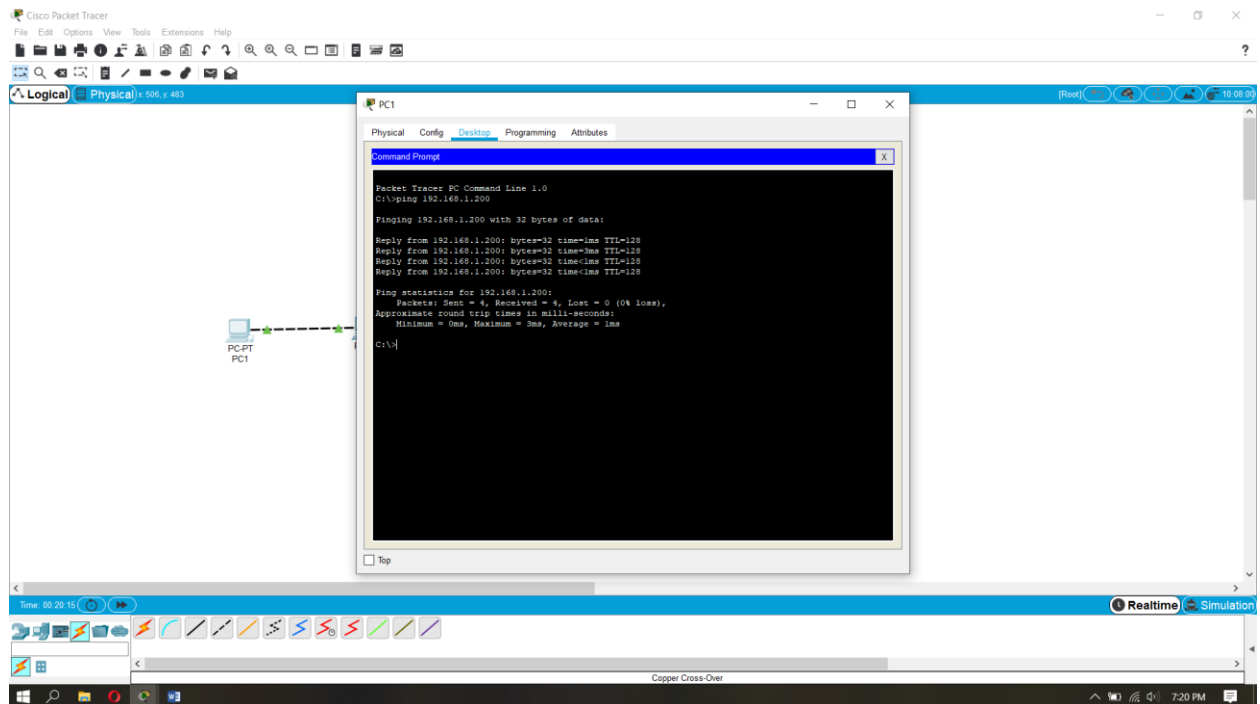 Cisco Packet Tracer
File Edit Options View Tools Extensions Help
?
Logical Physical x: 506, y: 483
[Root] 10:08:00
PC1
Physical Config Desktop Programming Attributes
Command Prompt X
Packet Tracer PC Command Line 1.0
C:\>ping 192.168.1.200
Pinging 192.168.1.200 with 32 bytes of data:
Reply from 192.168.1.200: bytes=32 time=1ms TTL=128
Reply from 192.168.1.200: bytes=32 time=3ms TTL=128
Reply from 192.168.1.200: bytes=32 time<1ms TTL=128
Reply from 192.168.1.200: bytes=32 time<1ms TTL=128
Ping statistics for 192.168.1.200:
Packets: Sent = 4, Received = 4, Lost = 0 (0% loss),
Approximate round trip times in milli-seconds:
Minimum = 0ms, Maximum = 3ms, Average = 1ms
C:\>
PC-PT
PC1
Top
Time: 00:20:15
Realtime Simulation
Copper Cross-Over
7:20 PM